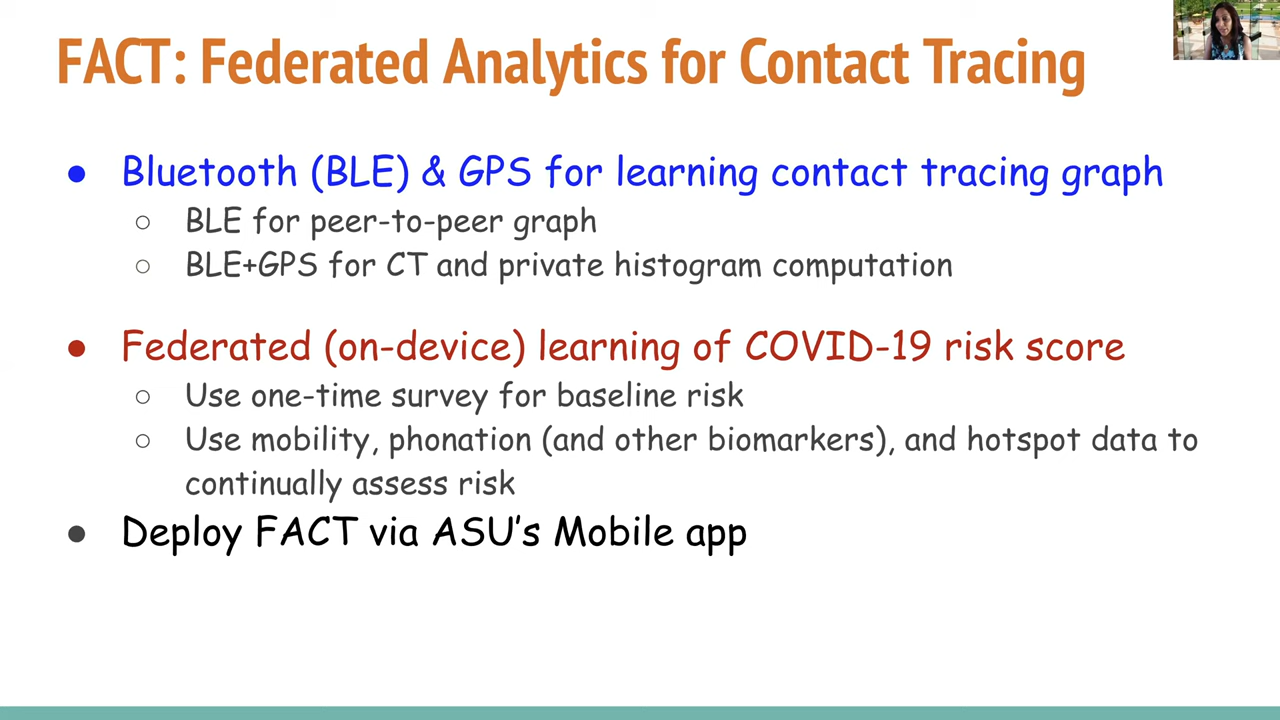 FACT: Federated Analytics for Contact Tracing
● Bluetooth (BLE) & GPS for learning contact tracing graph
○ BLE for peer-to-peer graph
○ BLE+GPS for CT and private histogram computation
● Federated (on-device) learning of COVID-19 risk score
○ Use one-time survey for baseline risk
○ Use mobility, phonation (and other biomarkers), and hotspot data to
continually assess risk
● Deploy FACT via ASU's Mobile app